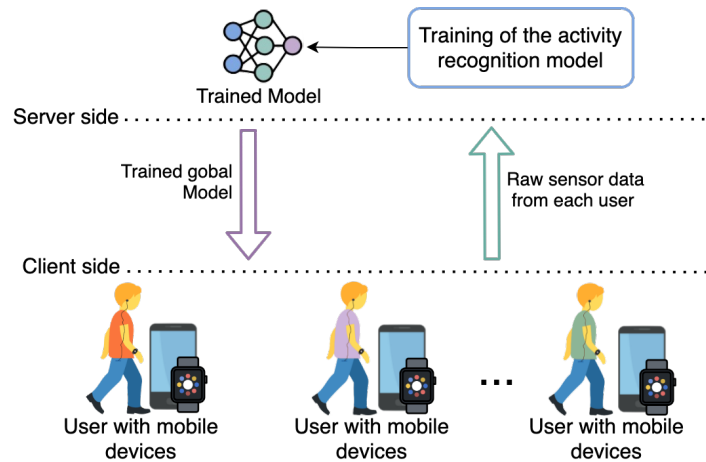 Training of the activity
recognition model
Trained Model
Server side
Trained gobal
Model
Raw sensor data
from each user
Client side
...
User with mobile
devices
User with mobile
devices
User with mobile
devices